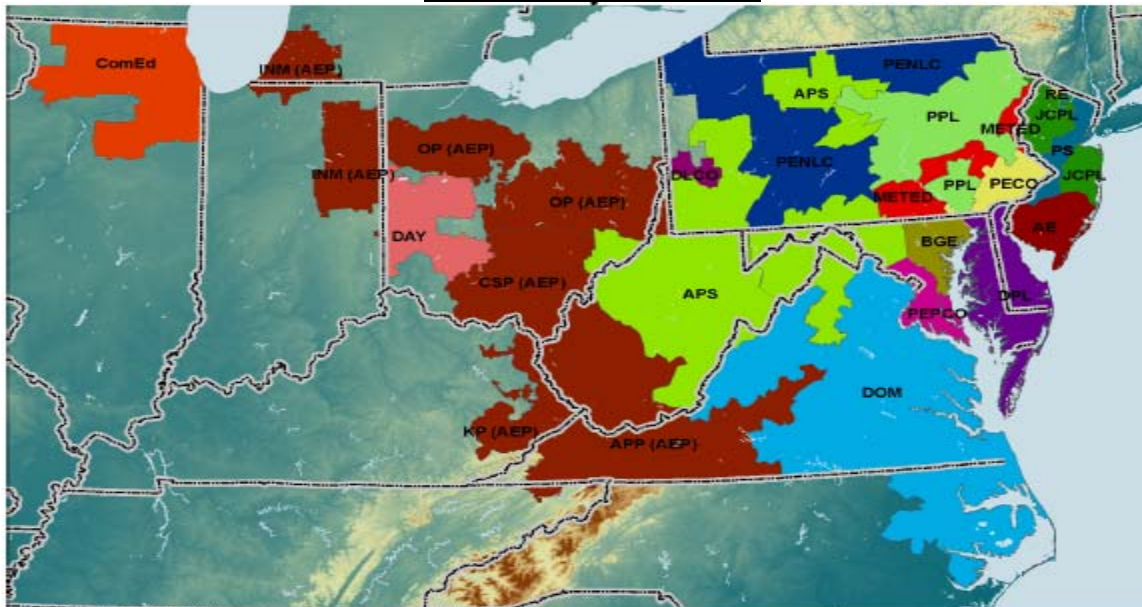 ComEd
INM (AEP)
PENLC
APS
RE
JCPL
PPL
METED
OP (AEP)
PS
PENLC
INM (AEP)
DLCO
JCPL
PPL
PECO
METED
OP (AEP)
AE
DAY
BGE
CSP (AEP)
APS
DPL
PEPCO
DOM
KP (AEP)
APP (AEP)